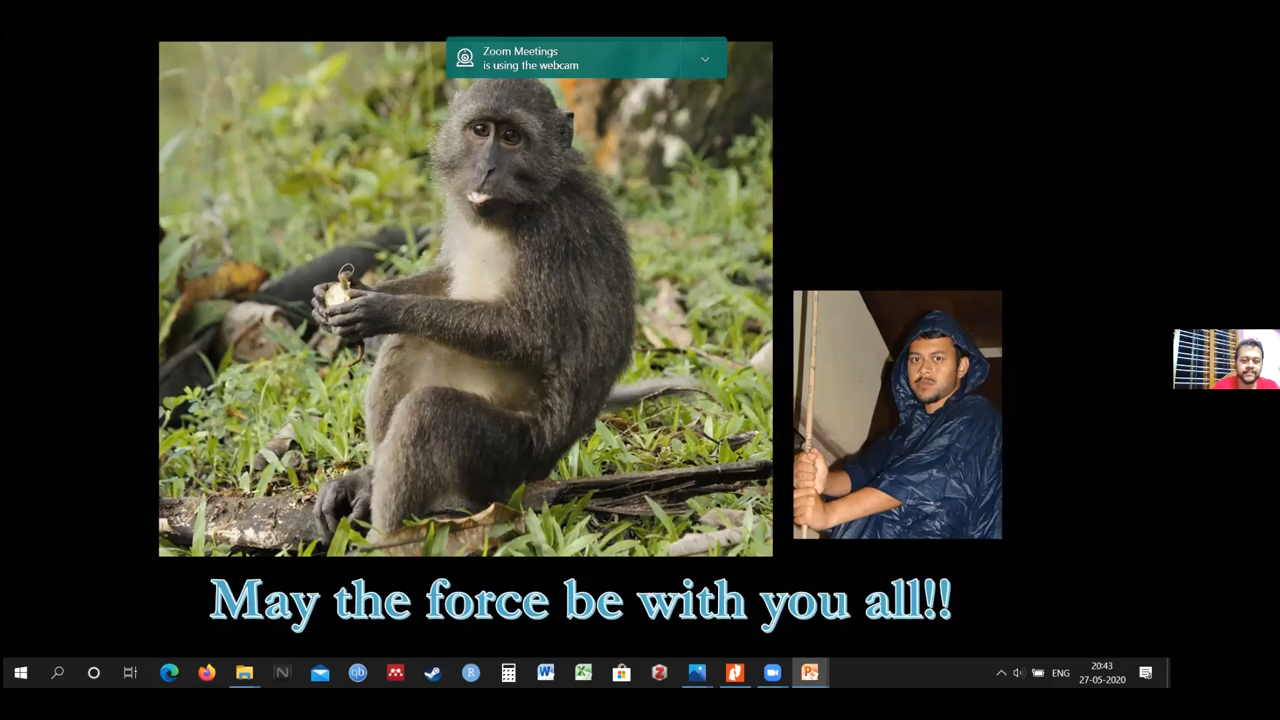 Zoom Meetings
is using the webcam
May the force be with you all!!
N
qb
R
W
X
Z
P
ENG
20:43
27-05-2020